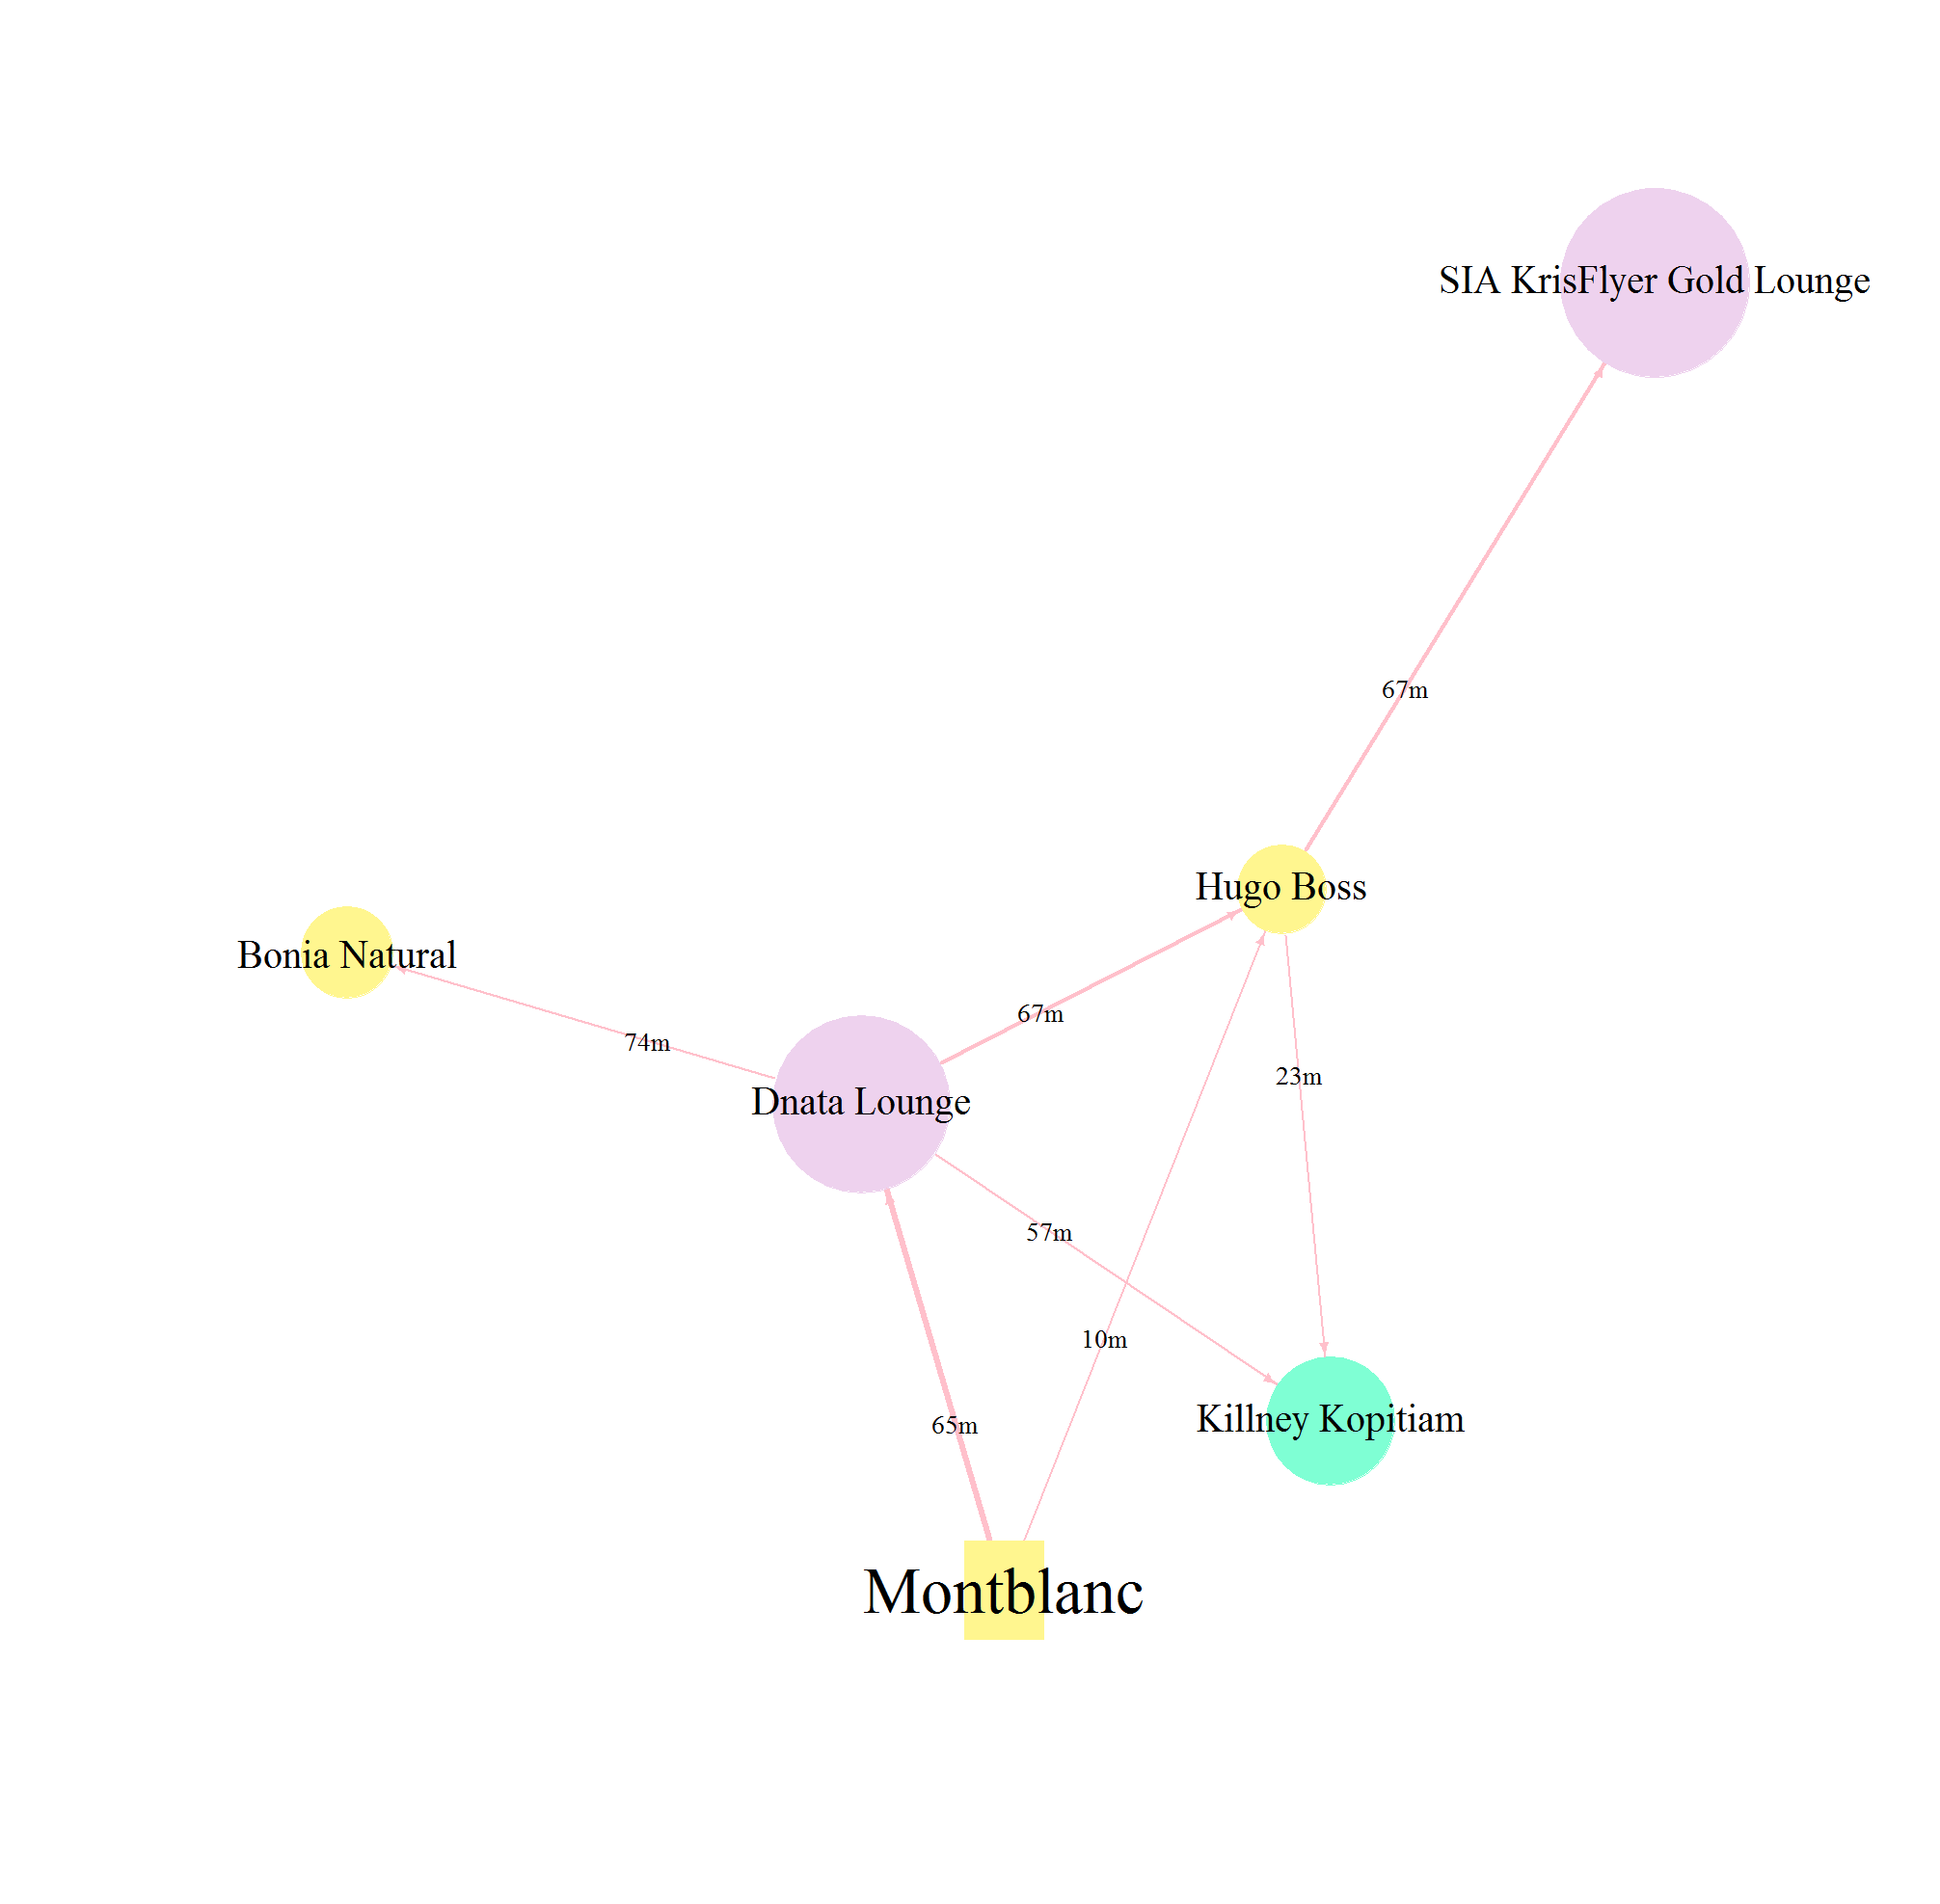 SIA KrisFlyer Gold Lounge
67m
Hugo Boss
Bonia Natural
67m
74m
23m
Dnata Lounge
57m
10m
65m
Killney Kopitiam
Montblanc